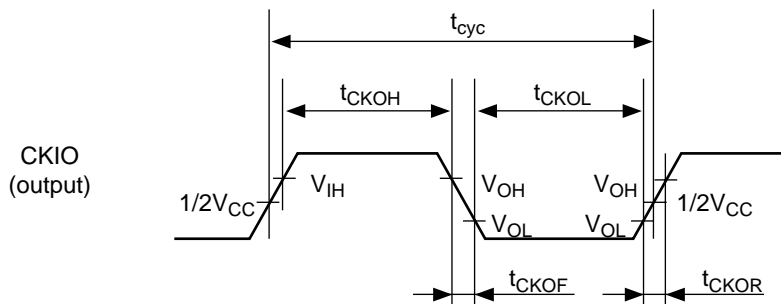 tcyc
tCKOH
tCKOL
CKIO
(output)
VIH
VOH
VOH
1/2VCC
1/2VCC
VOL
VOL
tCKOF
tCKOR